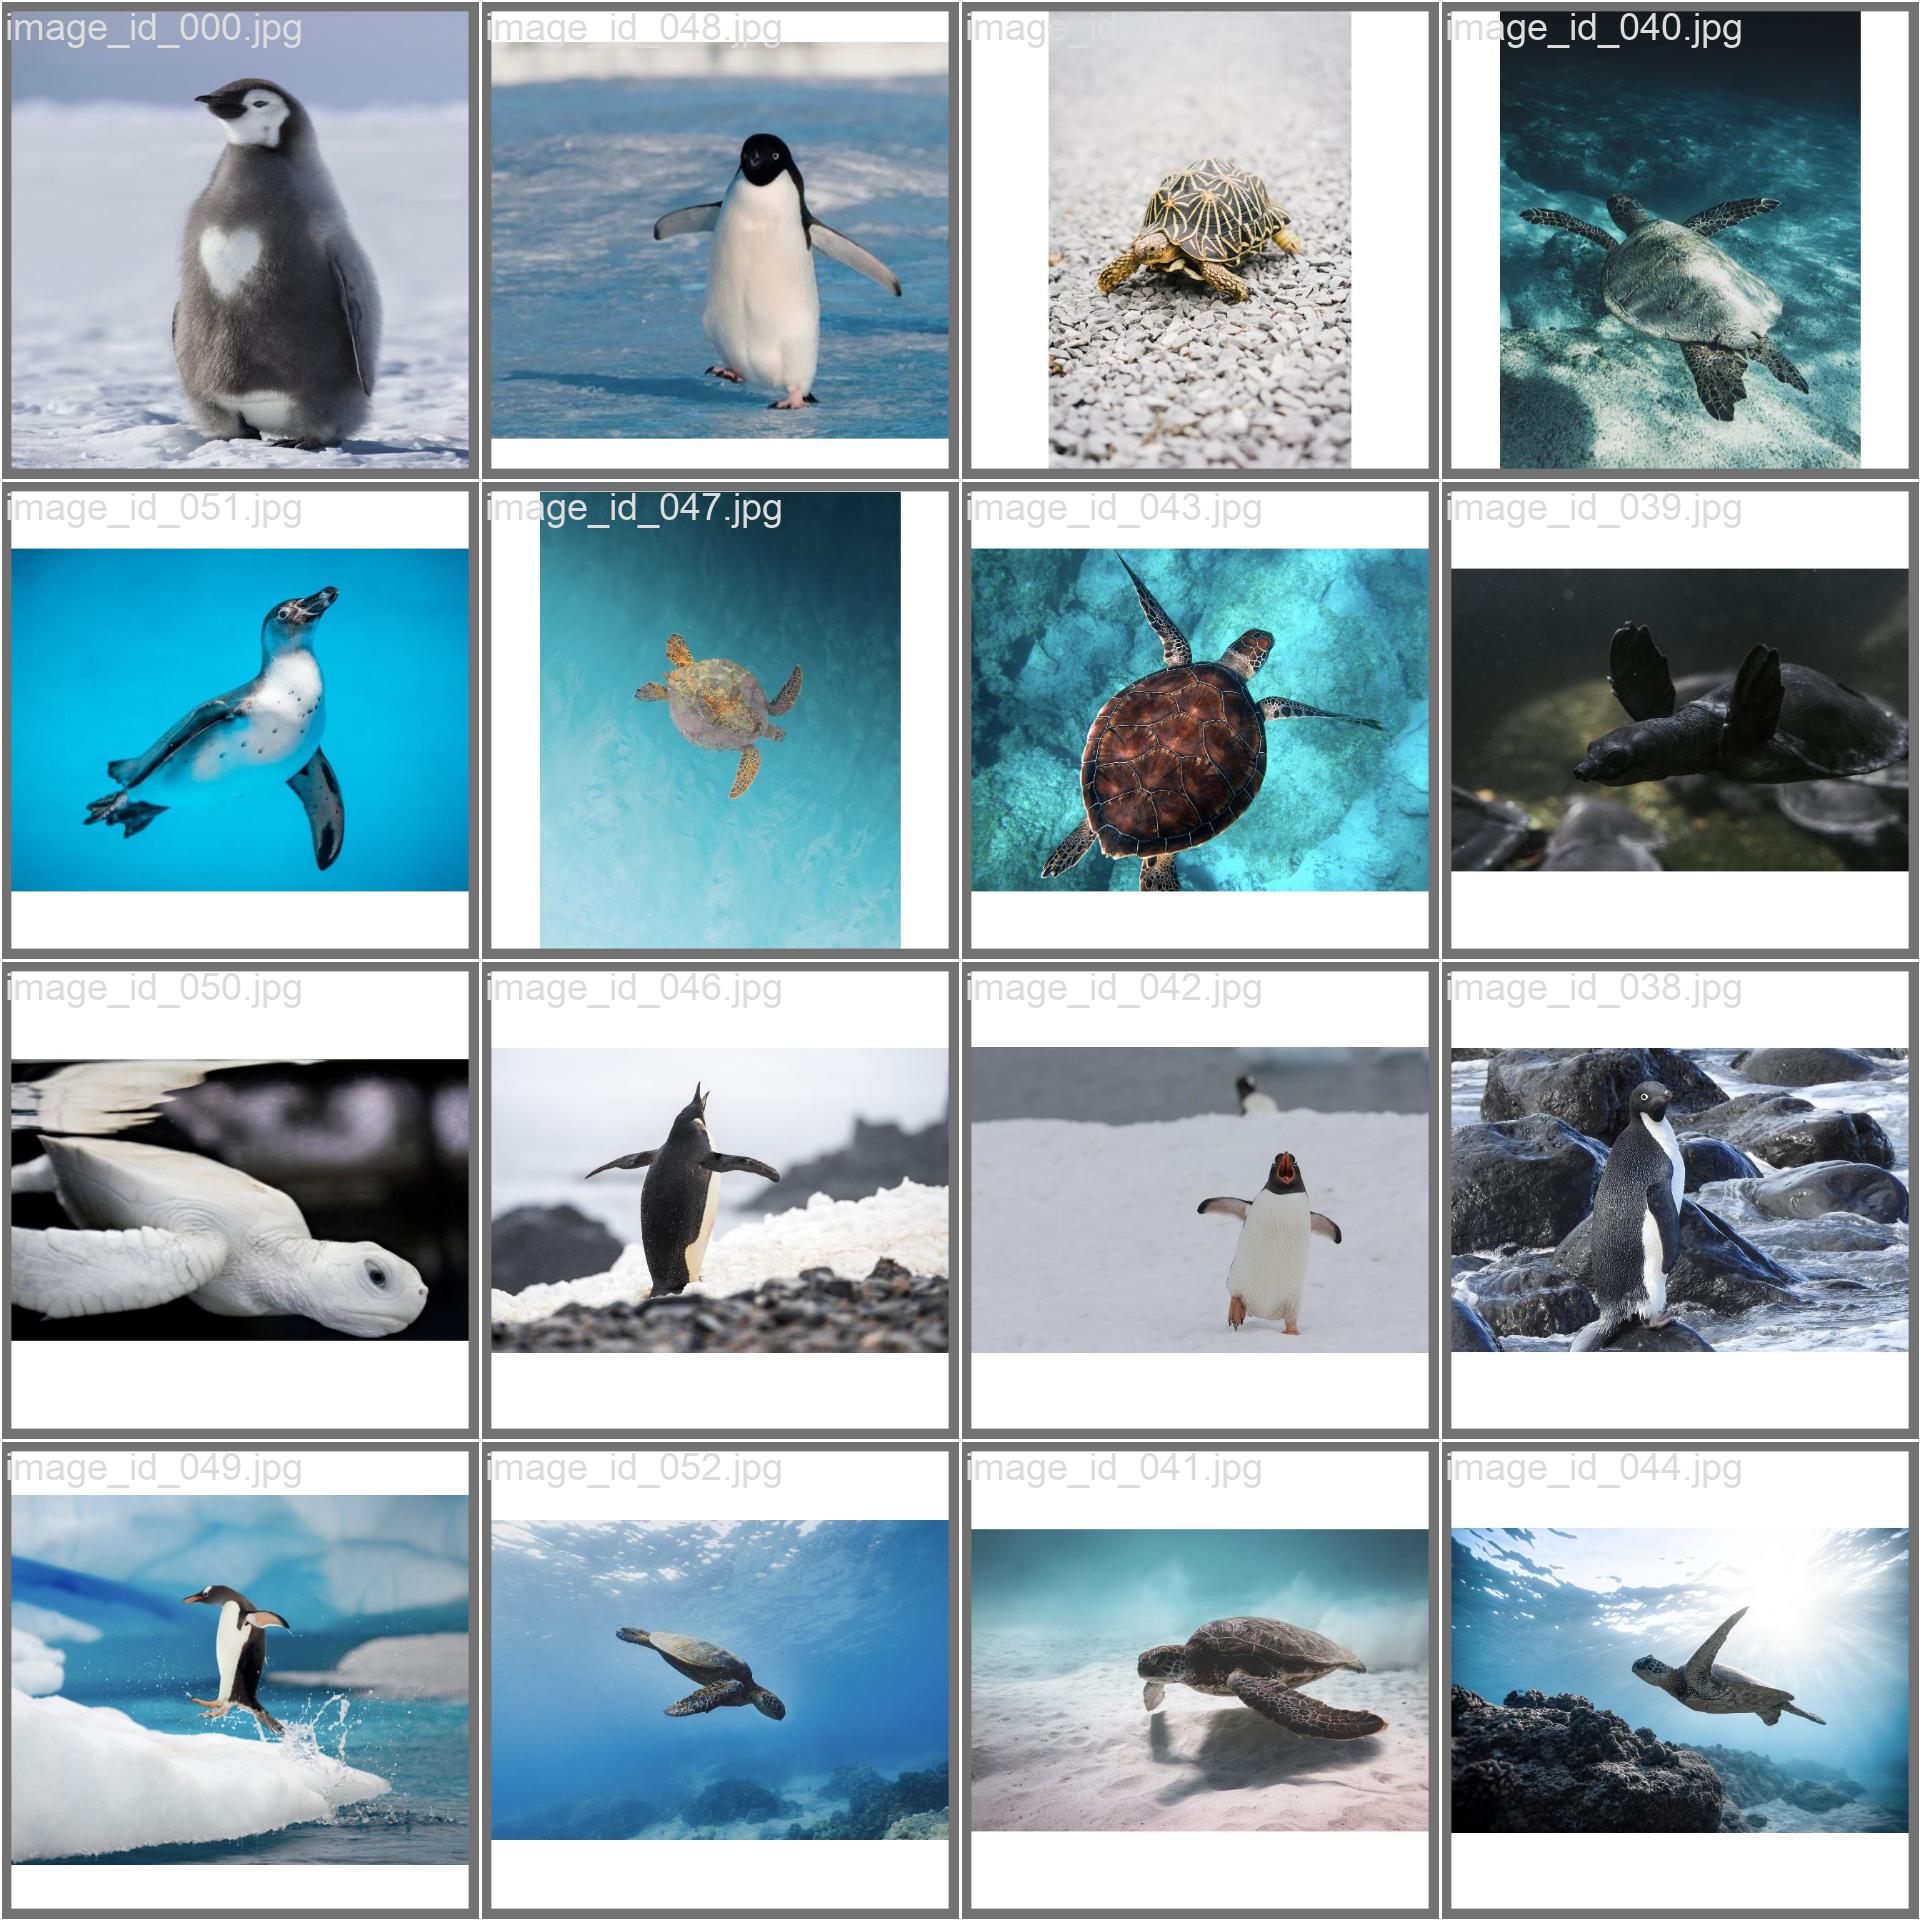 image_id_000.jpg
image_id_048.jpg
image_id_
image_id_040.jpg
image_id_051.jpg
image_id_047.jpg
image_id_043.jpg
image_id_039.jpg
image_id_050.jpg
image_id_046.jpg
image_id_042.jpg
image_id_038.jpg
image_id_049.jpg
image_id_052.jpg
image_id_041.jpg
image_id_044.jpg